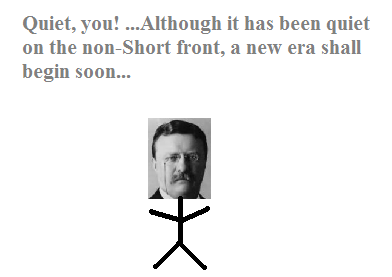 Quiet, you! ...Although it has been quiet
on the non-Short front, a new era shall
begin soon...